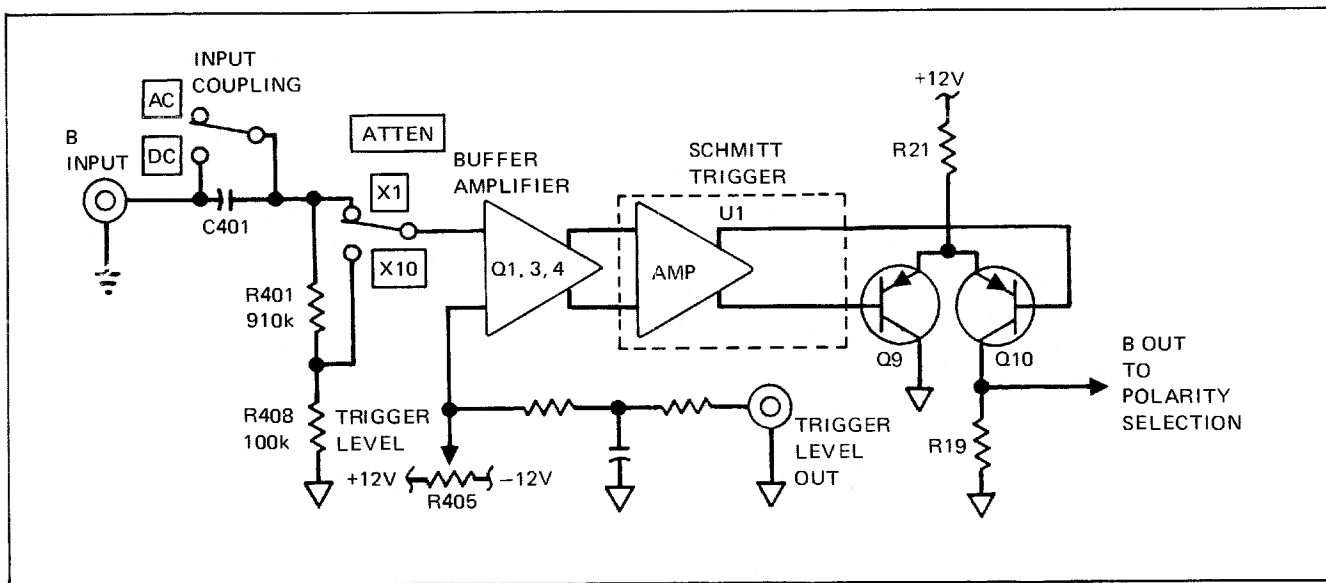 INPUT
COUPLING
AC
DC
B
INPUT
C401
ATTEN
X1
X10
R401
910k
R408
100k
BUFFER
AMPLIFIER
Q1, 3, 4
SCHMITT
TRIGGER
U1
AMP
+12V
R21
Q9
Q10
B OUT
TO
POLARITY
SELECTION
R19
TRIGGER
LEVEL
+12V
R405
−12V
TRIGGER
LEVEL
OUT